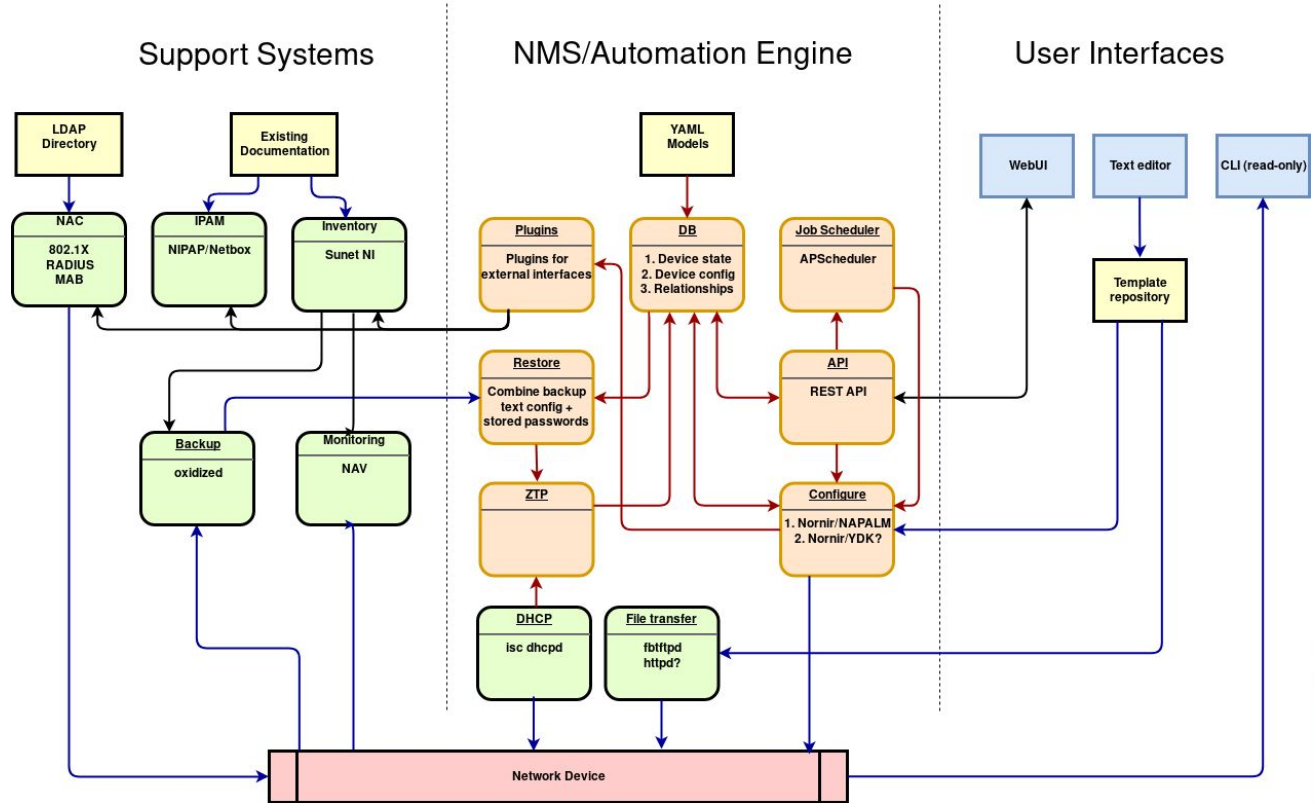 Support Systems
NMS/Automation Engine
User Interfaces
LDAP
Directory
Existing
Documentation
YAML
Models
WebUI
Text editor
CLI (read-only)
NAC
802.1X
RADIUS
MAB
IPAM
NIPAP/Netbox
Inventory
Sunet NI
Plugins
Plugins for
external interfaces
DB
1. Device state
2. Device config
3. Relationships
Job Scheduler
APScheduler
Template
repository
Restore
Combine backup
text config +
stored passwords
API
REST API
Backup
oxidized
Monitoring
NAV
ZTP
Configure
1. Nornir/NAPALM
2. Nornir/YDK?
DHCP
isc dhcpd
File transfer
fbtftpd
httpd?
Network Device